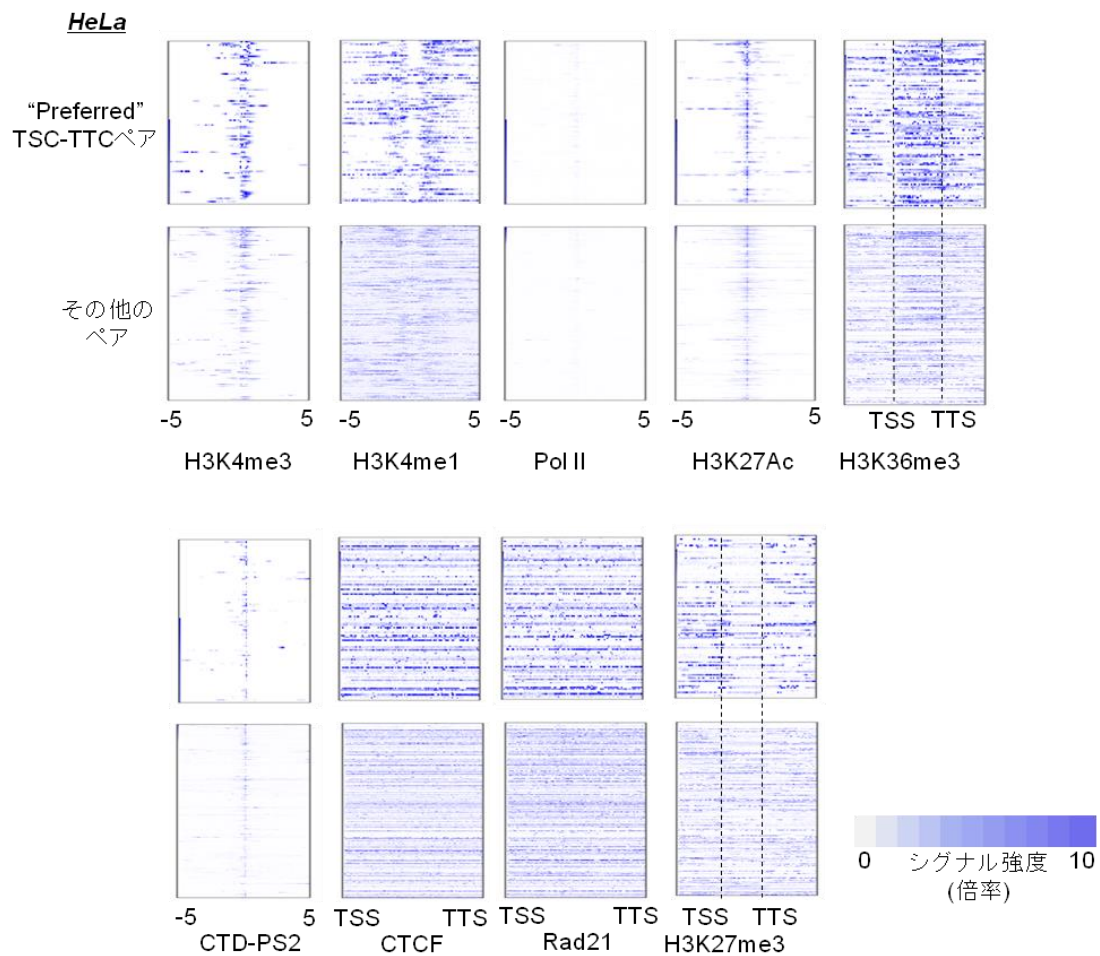 HeLa
“Preferred”
TSC-TTCペア
その他の
ペア
-5 5 -5 5 -5 5 -5 5 TSS TTS
H3K4me3 H3K4me1 Pol II H3K27Ac H3K36me3
0 シグナル強度 10
(倍率)
-5 5 TSS TTS TSS TTS TSS TTS
CTD-PS2 CTCF Rad21 H3K27me3